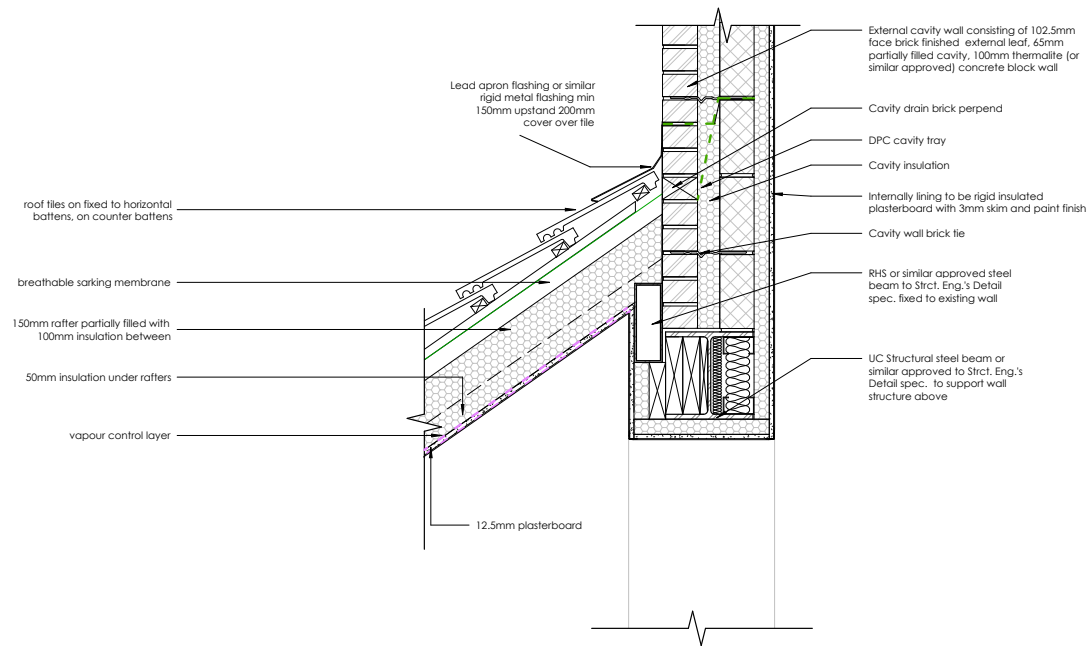 External cavity wall consisting of 102.5mm
face brick finished external leaf, 65mm
partially filled cavity, 100mm thermalite (or
similar approved) concrete block wall
Lead apron flashing or similar
rigid metal flashing min
150mm upstand 200mm
cover over tile
Cavity drain brick perpend
DPC cavity tray
Cavity insulation
Internally lining to be rigid insulated
plasterboard with 3mm skim and paint finish
roof tiles on fixed to horizontal
battens, on counter battens
Cavity wall brick tie
breathable sarking membrane
RHS or similar approved steel
beam to Strct. Eng.'s Detail
spec. fixed to existing wall
150mm rafter partially filled with
100mm insulation between
50mm insulation under rafters
UC Structural steel beam or
similar approved to Strct. Eng.'s
Detail spec. to support wall
structure above
vapour control layer
12.5mm plasterboard